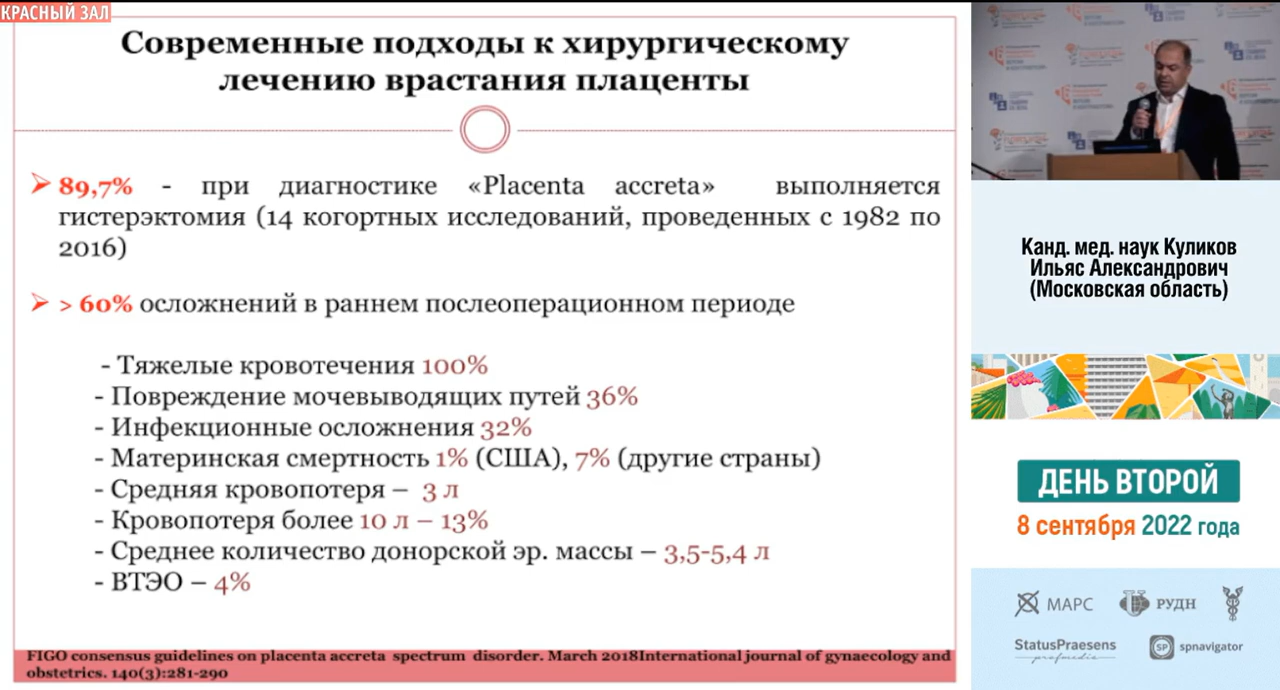 КРАСНЫЙ ЗАЛ
Современные подходы к хирургическому
лечению врастания плаценты
89,7% - при диагностике «Placenta accreta» выполняется
гистерэктомия (14 когортных исследований, проведенных с 1982 по
2016)
> 60% осложнений в раннем послеоперационном периоде
- Тяжелые кровотечения 100%
- Повреждение мочевыводящих путей 36%
- Инфекционные осложнения 32%
- Материнская смертность 1% (США), 7% (другие страны)
- Средняя кровопотеря – 3 л
- Кровопотеря более 10 л – 13%
- Среднее количество донорской эр. массы – 3,5-5,4 л
- ВТЭО – 4%
FIGO consensus guidelines on placenta accreta spectrum disorder. March 2018International journal of gynaecology and
obstetrics. 140(3):281-290
Канд. мед. наук Куликов
Ильяс Александрович
(Московская область)
ДЕНЬ ВТОРОЙ
8 сентября 2022 года
МАРС
РУДН
StatusPraesens
profmedia
SP spnavigator